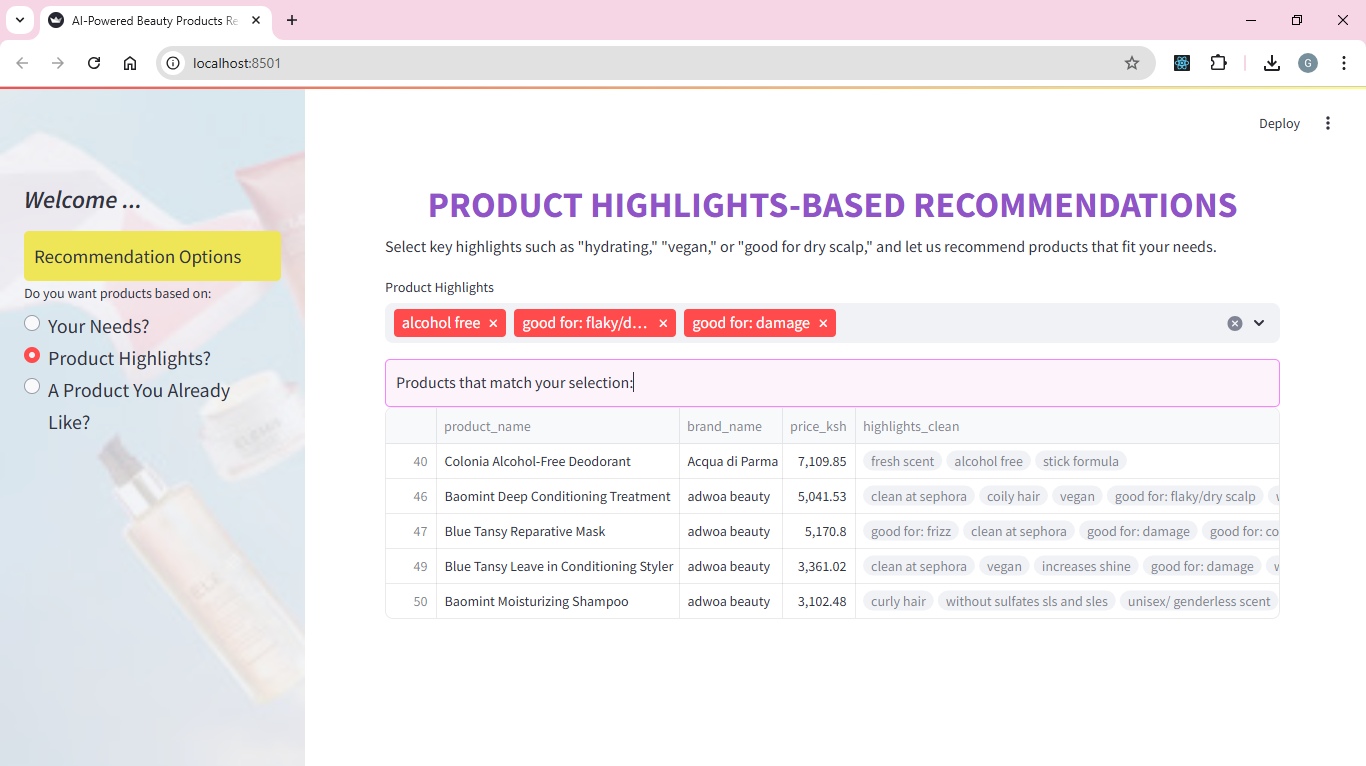 AI-Powered Beauty Products Re
localhost:8501
G
Deploy
Welcome ...
Recommendation Options
Do you want products based on:
Your Needs?
Product Highlights?
A Product You Already
Like?
PRODUCT HIGHLIGHTS-BASED RECOMMENDATIONS
Select key highlights such as "hydrating," "vegan," or "good for dry scalp," and let us recommend products that fit your needs.
Product Highlights
alcohol free good for: flaky/d... good for: damage
Products that match your selection:
product_name brand_name price_ksh highlights_clean
40 Colonia Alcohol-Free Deodorant Acqua di Parma 7,109.85 fresh scent alcohol free stick formula
46 Baomint Deep Conditioning Treatment adwoa beauty 5,041.53 clean at sephora coily hair vegan good for: flaky/dry scalp
47 Blue Tansy Reparative Mask adwoa beauty 5,170.8 good for: frizz clean at sephora good for: damage good for: co
49 Blue Tansy Leave in Conditioning Styler adwoa beauty 3,361.02 clean at sephora vegan increases shine good for: damage
50 Baomint Moisturizing Shampoo adwoa beauty 3,102.48 curly hair without sulfates sls and sles unisex/ genderless scent